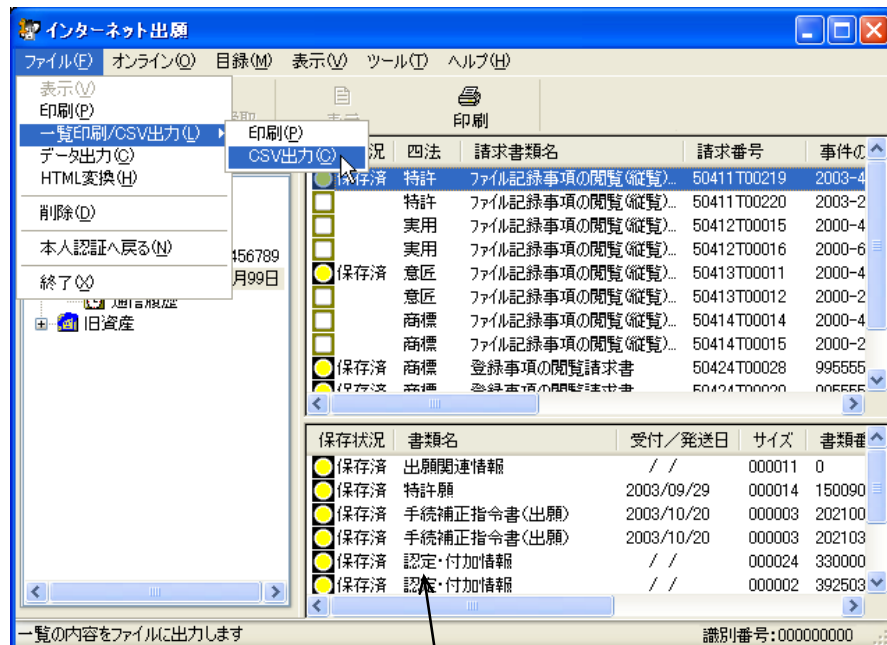 インターネット出願
ファイル(F) オンライン(O) 目録(M) 表示(V) ツール(T) ヘルプ(H)
表示(V)
印刷(P)
一覧印刷/CSV出力(L)
データ出力(C)
HTML変換(H)
削除(D)
本人認証へ戻る(N)
終了(X)
印刷(P)
CSV出力(C)
表示
印刷
456789
月99日
通信履歴
旧資産
況 四法 請求書類名 請求番号 事件の
保存済 特許 ファイル記録事項の閲覧(縦覧)... 50411T00219 2003-4
特許 ファイル記録事項の閲覧(縦覧)... 50411T00220 2003-2
実用 ファイル記録事項の閲覧(縦覧)... 50412T00015 2000-4
実用 ファイル記録事項の閲覧(縦覧)... 50412T00016 2000-6
保存済 意匠 ファイル記録事項の閲覧(縦覧)... 50413T00011 2000-4
意匠 ファイル記録事項の閲覧(縦覧)... 50413T00012 2000-2
商標 ファイル記録事項の閲覧(縦覧)... 50414T00014 2000-4
商標 ファイル記録事項の閲覧(縦覧)... 50414T00015 2000-2
保存済 商標 登録事項の閲覧請求書 50424T00028 995555
保存状況 書類名 受付/発送日 サイズ 書類番
保存済 出願関連情報 / / 000011 0
保存済 特許願 2003/09/29 000014 150090
保存済 手続補正指令書(出願) 2003/10/20 000003 202100
保存済 手続補正指令書(出願) 2003/10/20 000003 202103
保存済 認定・付加情報 / / 000024 330000
保存済 認定・付加情報 / / 000002 392503
一覧の内容をファイルに出力します 識別番号:000000000